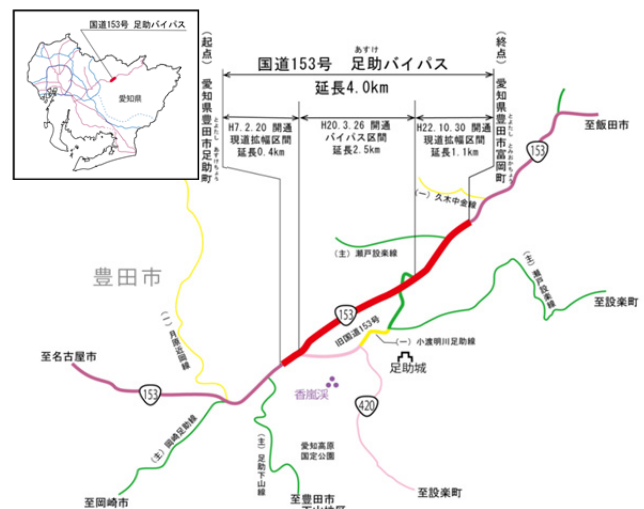 国道153号 足助バイパス
愛知県
あすけ
国道153号 足助バイパス
延長4.0km
(起点)愛知県豊田市足助町
とよたし あすけちょう
(終点)愛知県豊田市富岡町
とよたし とみおかちょう
H7.2.20 開通
現道拡幅区間
延長0.4km
H20.3.26 開通
バイパス区間
延長2.5km
H22.10.30 開通
現道拡幅区間
延長1.1km
至飯田市
153
(一)久木中金線
(主)瀬戸設楽線
(主)瀬戸設楽線
至設楽町
豊田市
153
旧国道153号
(一)小渡明川足助線
足助城
至名古屋市
香嵐渓
153
420
(主)岡崎足助線
(主)足助下山線
愛知高原
国定公園
至岡崎市
至豊田市
至設楽町